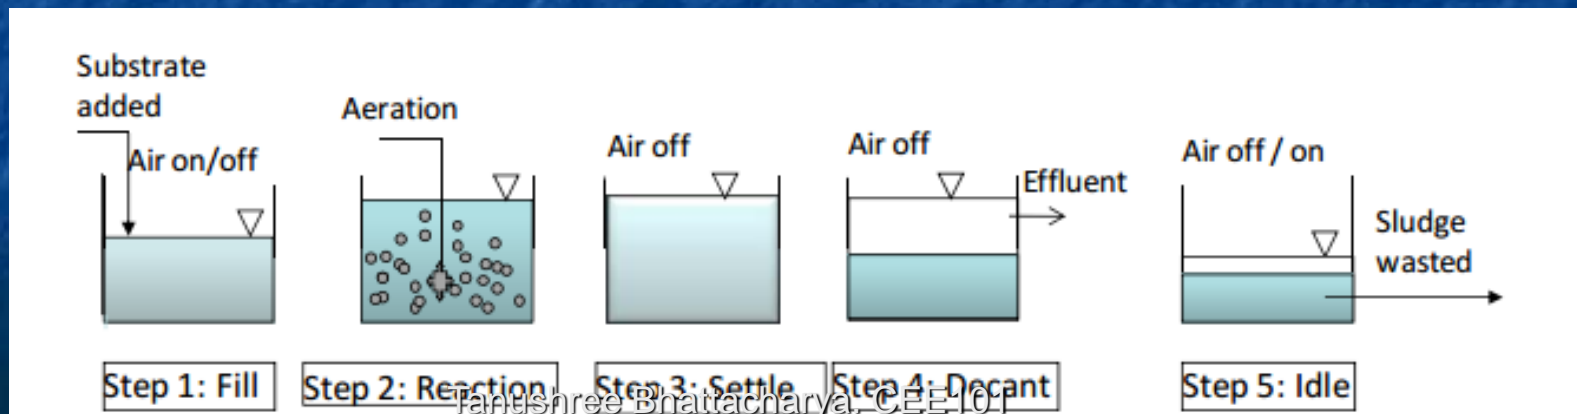 Substrate
added
Air on/off
Aeration
Air off
Air off
Effluent
Air off / on
Sludge
wasted
Step 1: Fill
Step 2: Reaction
Step 3: Settle
Step 4: Decant
Step 5: Idle
Tanushree Bhattacharya, CEE101